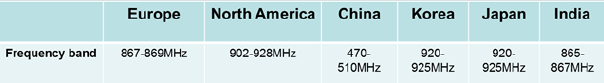 Europe North America China Korea Japan India
Frequency band 867-869MHz 902-928MHz 470-510MHz 920-925MHz 920-925MHz 865-867MHz